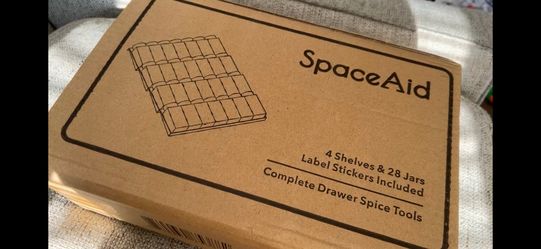 SpaceAid
4 Shelves & 28 Jars
Label Stickers Included
Complete Drawer Spice Tools